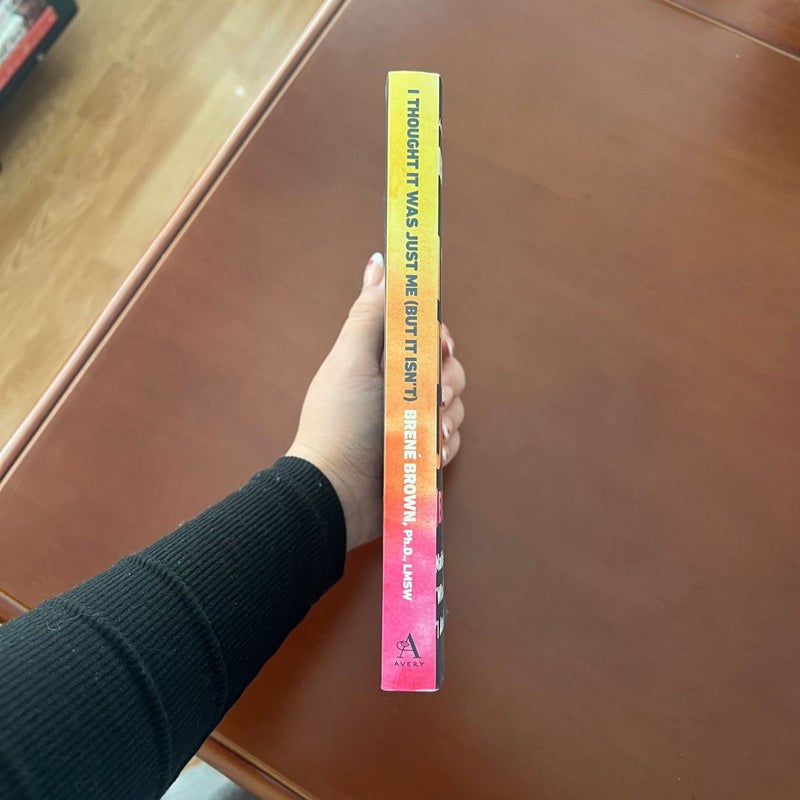 I THOUGHT IT WAS JUST ME (BUT IT ISN'T) BRENÉ BROWN, Ph.D., LMSW
A
AVERY